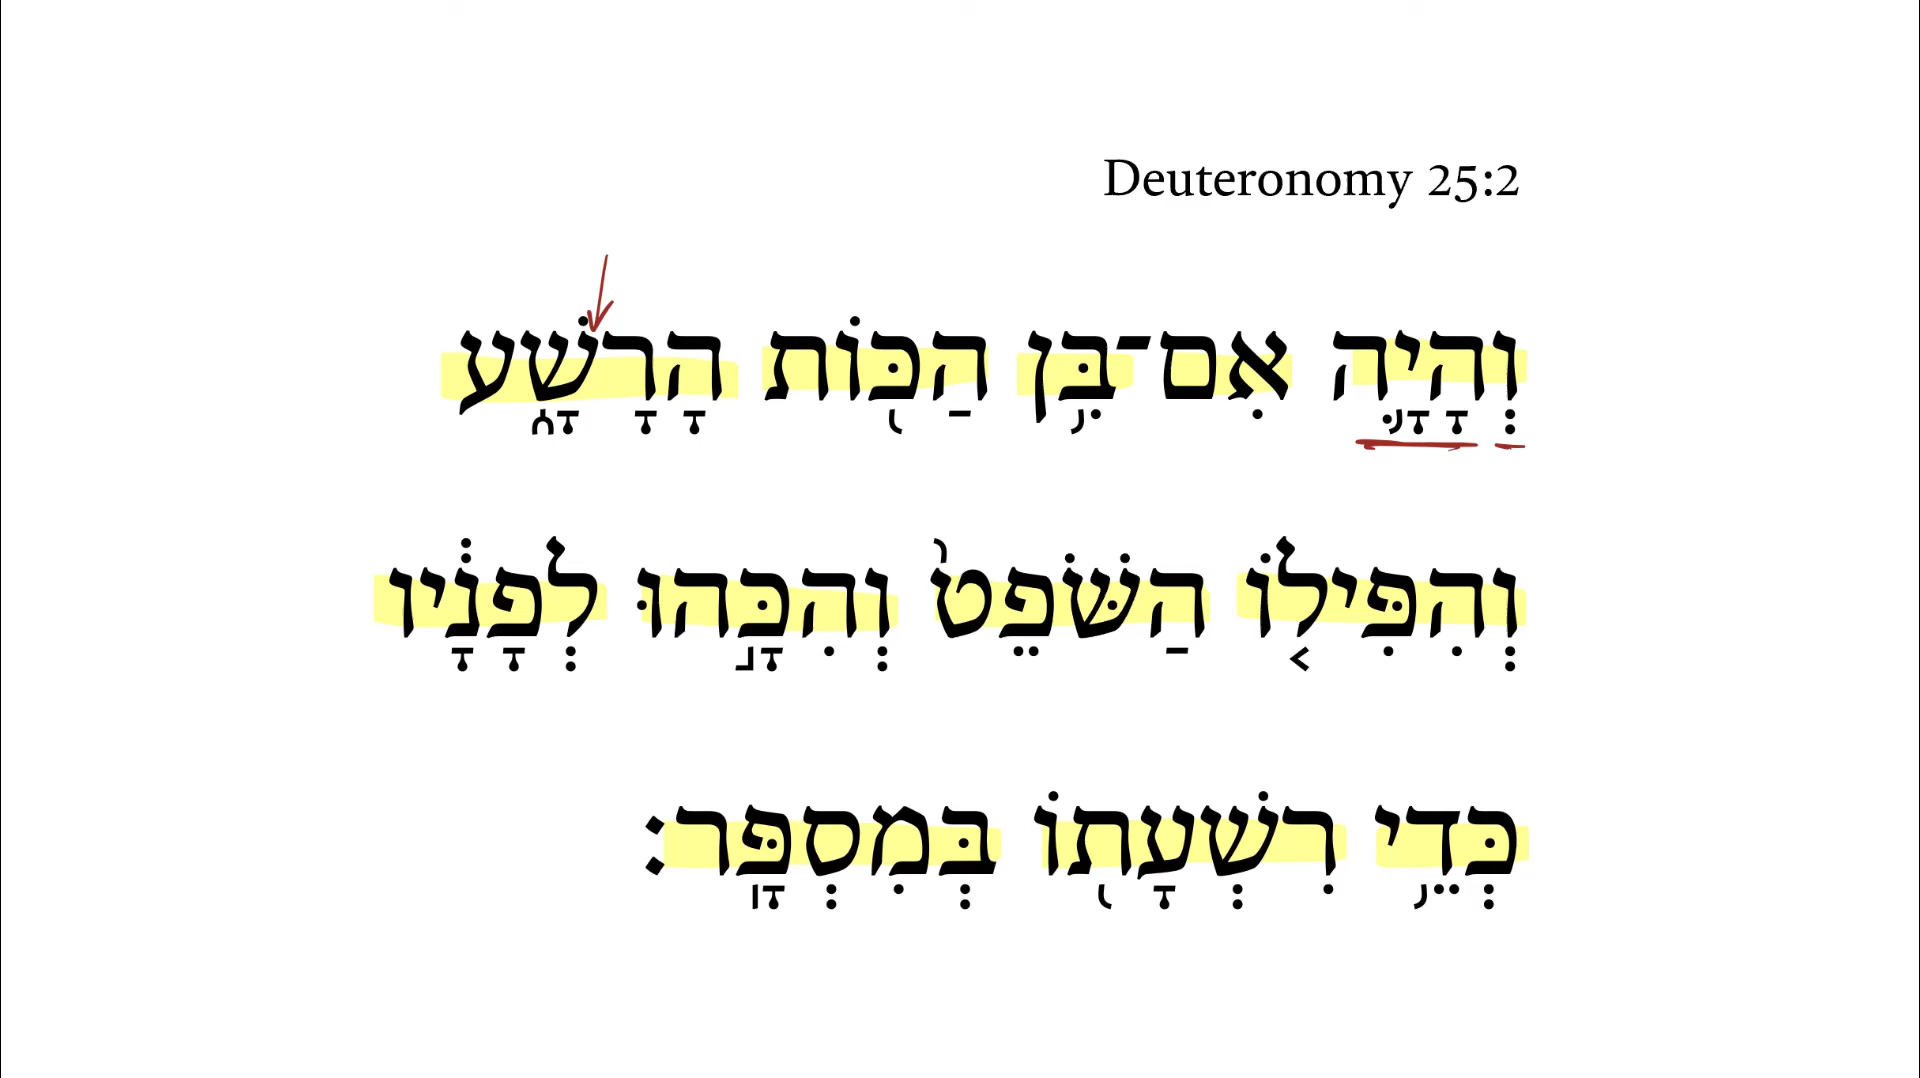 Deuteronomy 25:2
וְהָיָ֛ה אִם־בִּ֥ן הַכּ֖וֹת הָרָשָׁ֑ע
וְהִפִּיל֤וֹ הַשֹּׁפֵט֙ וְהִכָּ֣הוּ לְפָנָ֔יו
כְּדֵ֥י רִשְׁעָת֖וֹ בְּמִסְפָּֽר׃